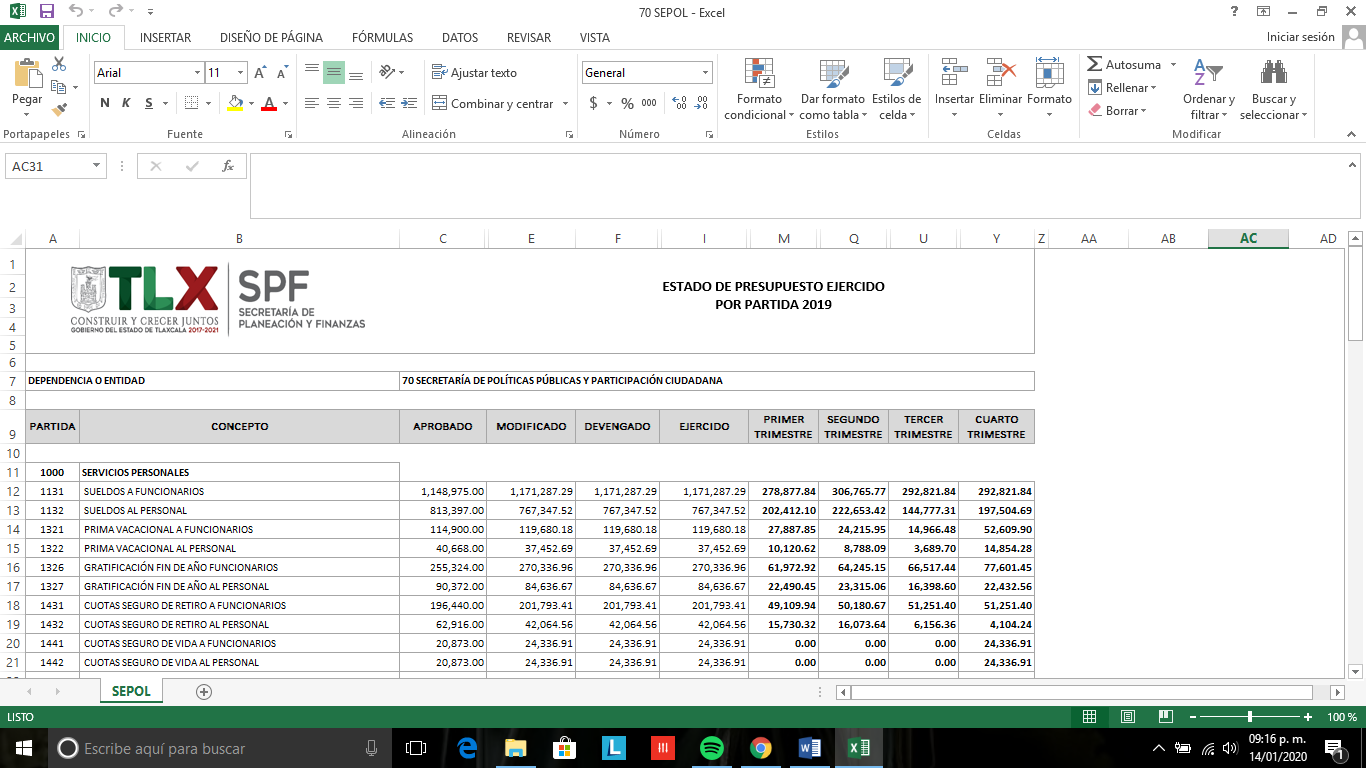 70 SEPOL - Excel
ARCHIVO INICIO INSERTAR DISEÑO DE PÁGINA FÓRMULAS DATOS REVISAR VISTA Iniciar sesión
Arial 11 Ajustar texto General Autosuma
Pegar N K S Combinar y centrar $ % 000 Formato condicional Dar formato como tabla Estilos de celda Insertar Eliminar Formato Rellenar Borrar Ordenar y filtrar Buscar y seleccionar
Portapapeles Fuente Alineación Número Estilos Celdas Modificar
AC31 fx
A B C E F I M Q U Y Z AA AB AC AD
1
2
3
4
5
TLX
CONSTRUIR Y CRECER JUNTOS
GOBIERNO DEL ESTADO DE TLAXCALA 2017-2021
SPF
SECRETARÍA DE
PLANEACIÓN Y FINANZAS
ESTADO DE PRESUPUESTO EJERCIDO
POR PARTIDA 2019
6
7 DEPENDENCIA O ENTIDAD 70 SECRETARÍA DE POLÍTICAS PÚBLICAS Y PARTICIPACIÓN CIUDADANA
8
9 PARTIDA CONCEPTO APROBADO MODIFICADO DEVENGADO EJERCIDO PRIMER TRIMESTRE SEGUNDO TRIMESTRE TERCER TRIMESTRE CUARTO TRIMESTRE
10
11 1000 SERVICIOS PERSONALES
12 1131 SUELDOS A FUNCIONARIOS 1,148,975.00 1,171,287.29 1,171,287.29 1,171,287.29 278,877.84 306,765.77 292,821.84 292,821.84
13 1132 SUELDOS AL PERSONAL 813,397.00 767,347.52 767,347.52 767,347.52 202,412.10 222,653.42 144,777.31 197,504.69
14 1321 PRIMA VACACIONAL A FUNCIONARIOS 114,900.00 119,680.18 119,680.18 119,680.18 27,887.85 24,215.95 14,966.48 52,609.90
15 1322 PRIMA VACACIONAL AL PERSONAL 40,668.00 37,452.69 37,452.69 37,452.69 10,120.62 8,788.09 3,689.70 14,854.28
16 1326 GRATIFICACIÓN FIN DE AÑO FUNCIONARIOS 255,324.00 270,336.96 270,336.96 270,336.96 61,972.92 64,245.15 66,517.44 77,601.45
17 1327 GRATIFICACIÓN FIN DE AÑO AL PERSONAL 90,372.00 84,636.67 84,636.67 84,636.67 22,490.45 23,315.06 16,398.60 22,432.56
18 1431 CUOTAS SEGURO DE RETIRO A FUNCIONARIOS 196,440.00 201,793.41 201,793.41 201,793.41 49,109.94 50,180.67 51,251.40 51,251.40
19 1432 CUOTAS SEGURO DE RETIRO AL PERSONAL 62,916.00 42,064.56 42,064.56 42,064.56 15,730.32 16,073.64 6,156.36 4,104.24
20 1441 CUOTAS SEGURO DE VIDA A FUNCIONARIOS 20,873.00 24,336.91 24,336.91 24,336.91 0.00 0.00 0.00 24,336.91
21 1442 CUOTAS SEGURO DE VIDA AL PERSONAL 20,873.00 24,336.91 24,336.91 24,336.91 0.00 0.00 0.00 24,336.91
SEPOL
LISTO 100 %
Escribe aquí para buscar
09:16 p. m.
14/01/2020